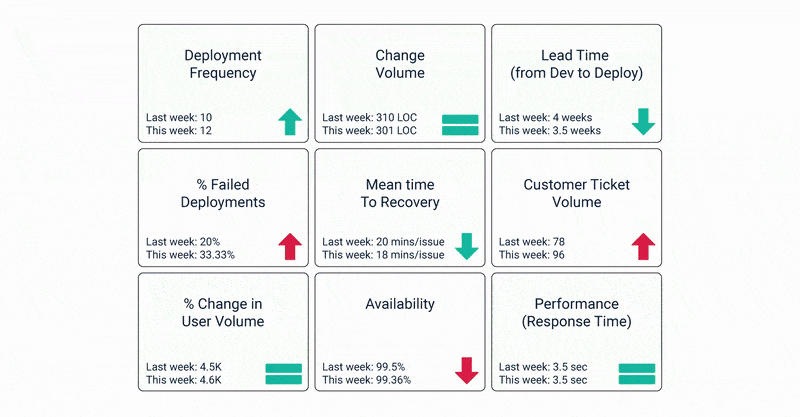 Deployment
Frequency
Last week: 10
This week: 12
Change
Volume
Last week: 310 LOC
This week: 301 LOC
Lead Time
(from Dev to Deploy)
Last week: 4 weeks
This week: 3.5 weeks
% Failed
Deployments
Last week: 20%
This week: 33.33%
Mean time
To Recovery
Last week: 20 mins/issue
This week: 18 mins/issue
Customer Ticket
Volume
Last week: 78
This week: 96
% Change in
User Volume
Last week: 4.5K
This week: 4.6K
Availability
Last week: 99.5%
This week: 99.36%
Performance
(Response Time)
Last week: 3.5 sec
This week: 3.5 sec